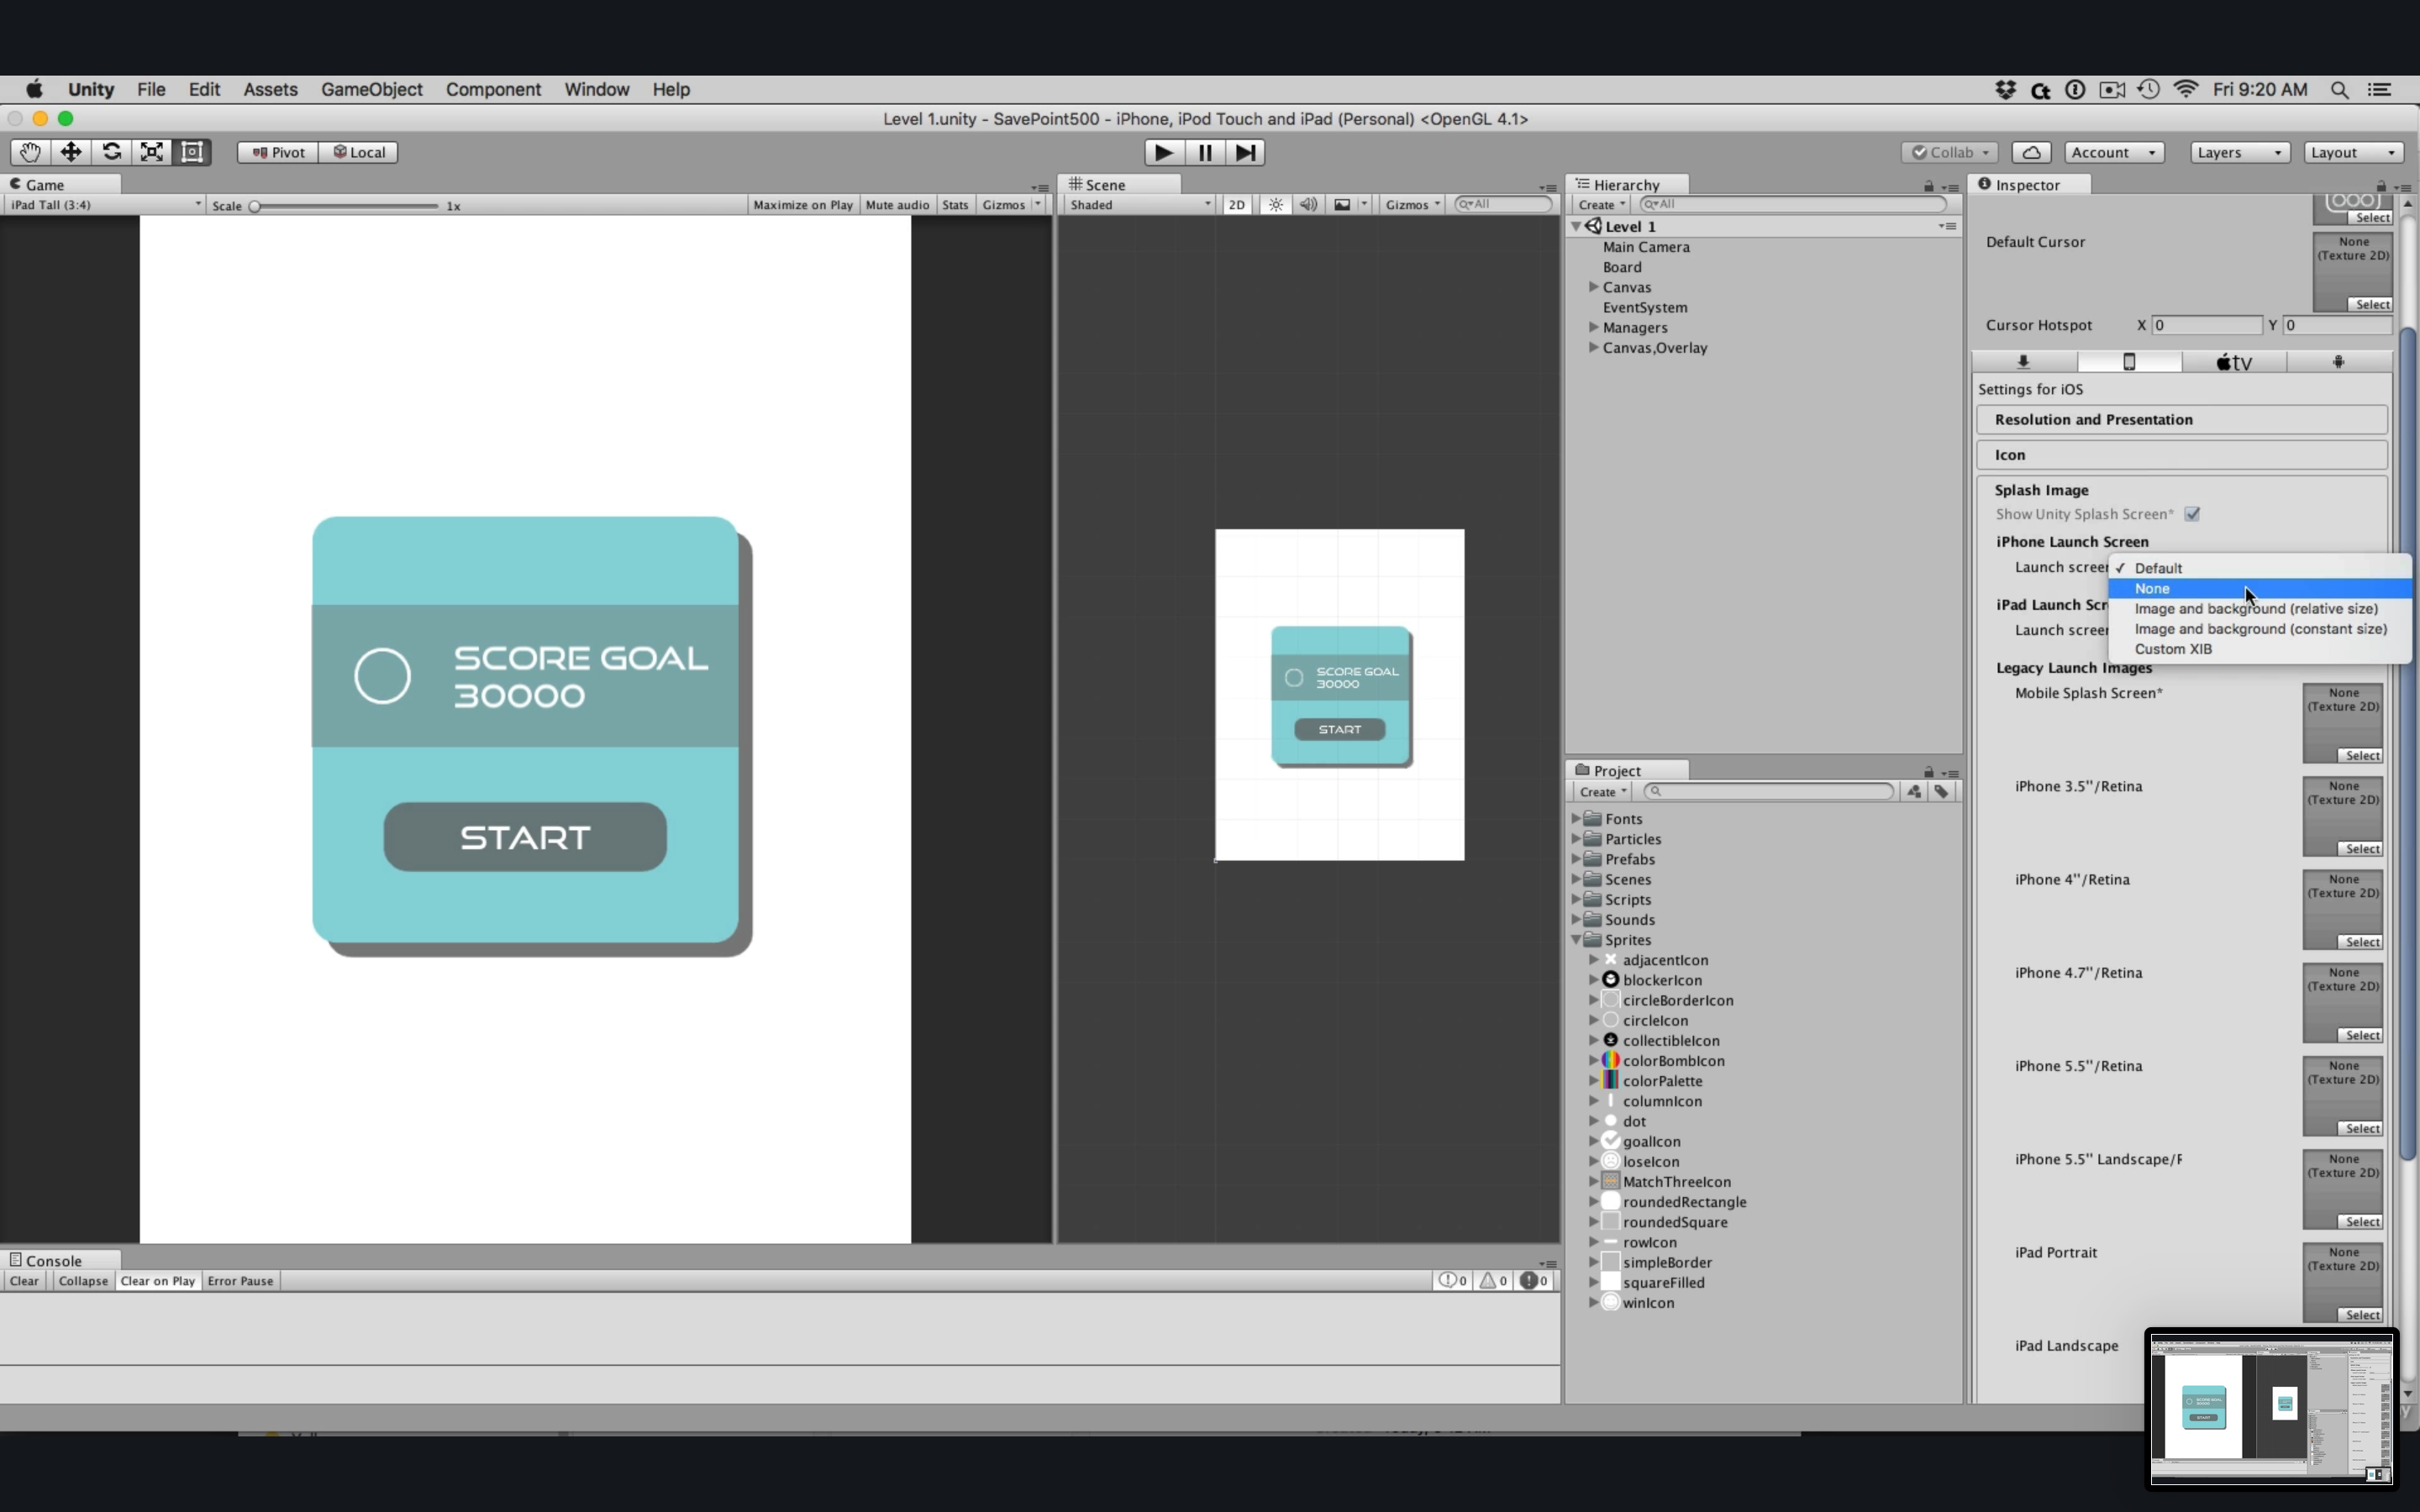 Unity File Edit Assets GameObject Component Window Help
Fri 9:20 AM
Level 1.unity - SavePoint500 - iPhone, iPod Touch and iPad (Personal) <OpenGL 4.1>
Pivot Local
Collab Account Layers Layout
Game
iPad Tall (3:4) Scale 1x Maximize on Play Mute audio Stats Gizmos
SCORE GOAL
30000
START
Scene
Shaded 2D Gizmos All
SCORE GOAL
30000
START
Console
Clear Collapse Clear on Play Error Pause
0 0 0
Hierarchy
Create All
Level 1
Main Camera
Board
Canvas
EventSystem
Managers
Canvas,Overlay
Project
Create
Fonts
Particles
Prefabs
Scenes
Scripts
Sounds
Sprites
adjacentIcon
blockerIcon
circleBorderIcon
circleIcon
collectibleIcon
colorBombIcon
colorPalette
columnIcon
dot
goalIcon
loseIcon
MatchThreeIcon
roundedRectangle
roundedSquare
rowIcon
simpleBorder
squareFilled
winIcon
Inspector
Select
Default Cursor
None
(Texture 2D)
Select
Cursor Hotspot X 0 Y 0
tv
Settings for iOS
Resolution and Presentation
Icon
Splash Image
Show Unity Splash Screen*
iPhone Launch Screen
Launch screen
✓ Default
None
Image and background (relative size)
Image and background (constant size)
Custom XIB
iPad Launch Scr
Launch screen
Legacy Launch Images
Mobile Splash Screen*
None
(Texture 2D)
Select
iPhone 3.5"/Retina
None
(Texture 2D)
Select
iPhone 4"/Retina
None
(Texture 2D)
Select
iPhone 4.7"/Retina
None
(Texture 2D)
Select
iPhone 5.5"/Retina
None
(Texture 2D)
Select
iPhone 5.5" Landscape/R
None
(Texture 2D)
Select
iPad Portrait
None
(Texture 2D)
Select
iPad Landscape